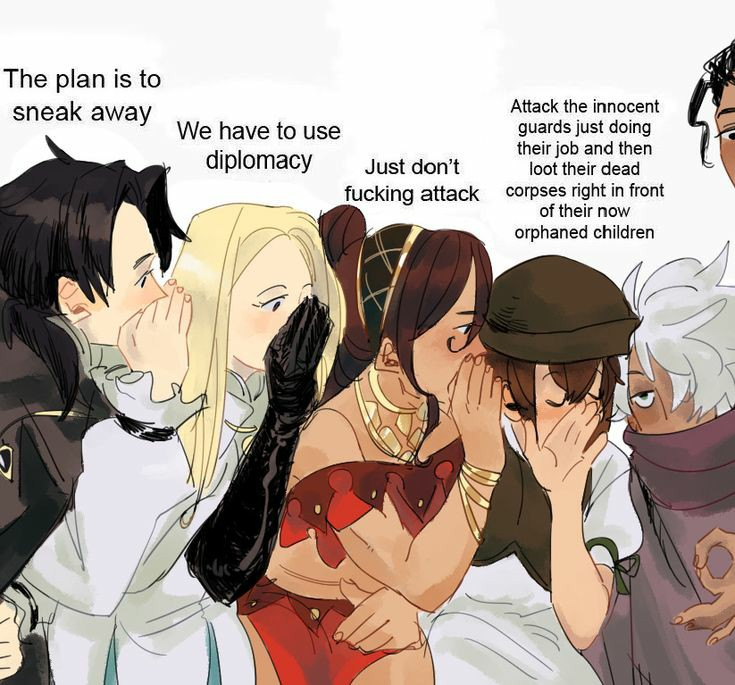 The plan is to
sneak away
We have to use
diplomacy
Just don't
fucking attack
Attack the innocent
guards just doing
their job and then
loot their dead
corpses right in front
of their now
orphaned children